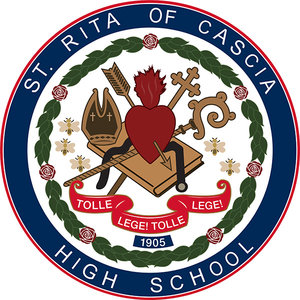 ST. RITA OF CASCIA
TOLLE LEGE! TOLLE LEGE!
1905
HIGH SCHOOL